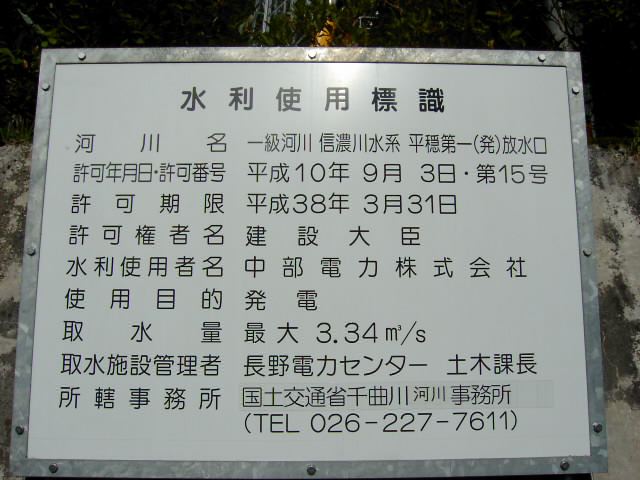 水利使用標識
河川名 一級河川 信濃川水系 平穏第一(発)放水口
許可年月日・許可番号 平成10年 9月 3日・第15号
許可期限 平成38年 3月31日
許可権者名 建設大臣
水利使用者名 中部電力株式会社
使用目的 発電
取水量 最大 3.34㎥/s
取水施設管理者 長野電力センター 土木課長
所轄事務所 国土交通省千曲川河川事務所
(TEL 026-227-7611)